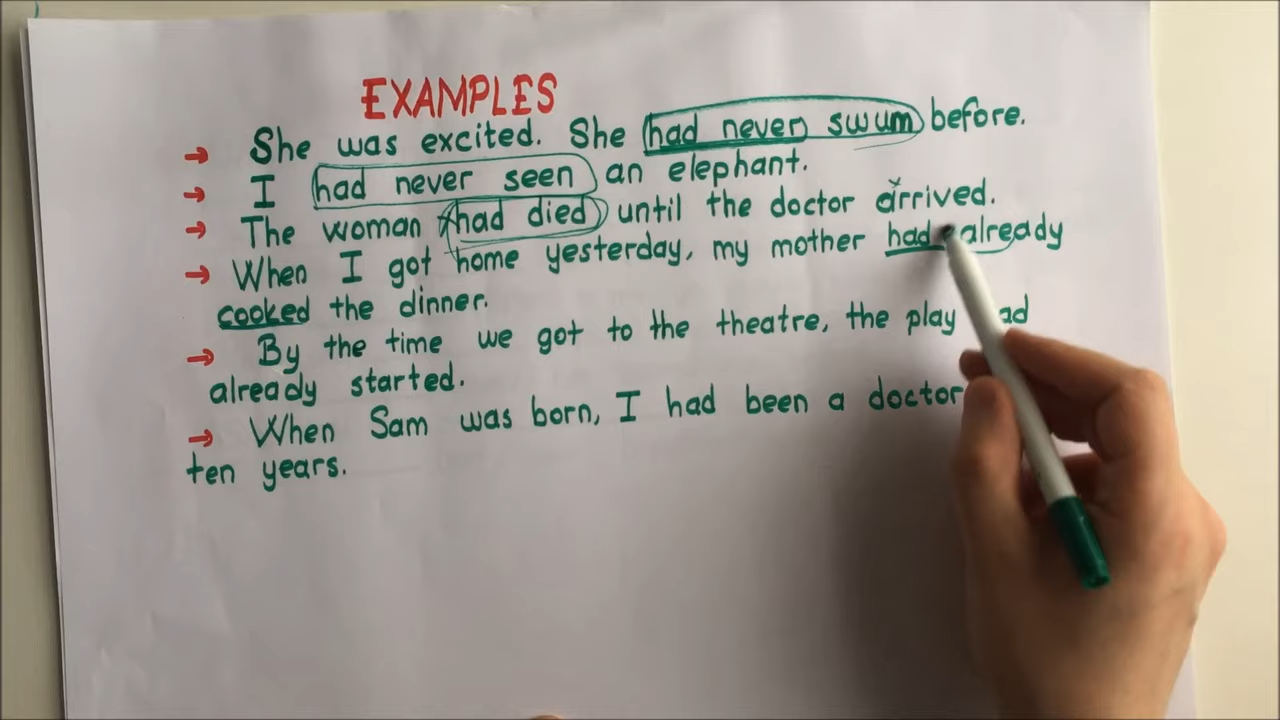 EXAMPLES
→ She was excited. She had never swum before.
→ I had never seen an elephant.
→ The woman had died until the doctor arrived.
→ When I got home yesterday, my mother had already
cooked the dinner.
→ By the time we got to the theatre, the play
already started.
→ When Sam was born, I had been a doctor
ten years.